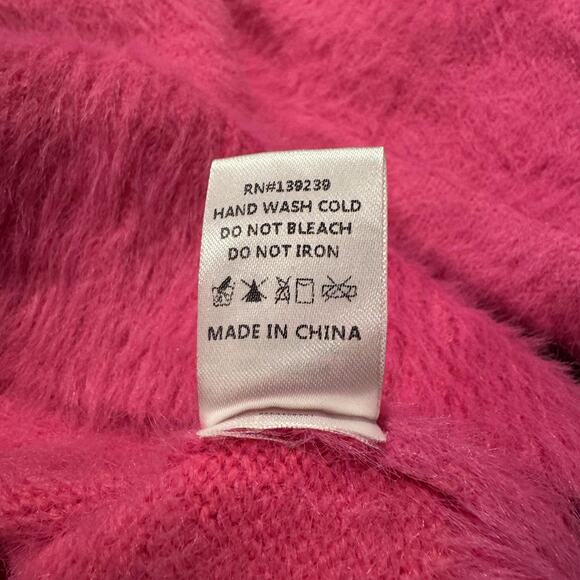 RN#139239
HAND WASH COLD
DO NOT BLEACH
DO NOT IRON
MADE IN CHINA